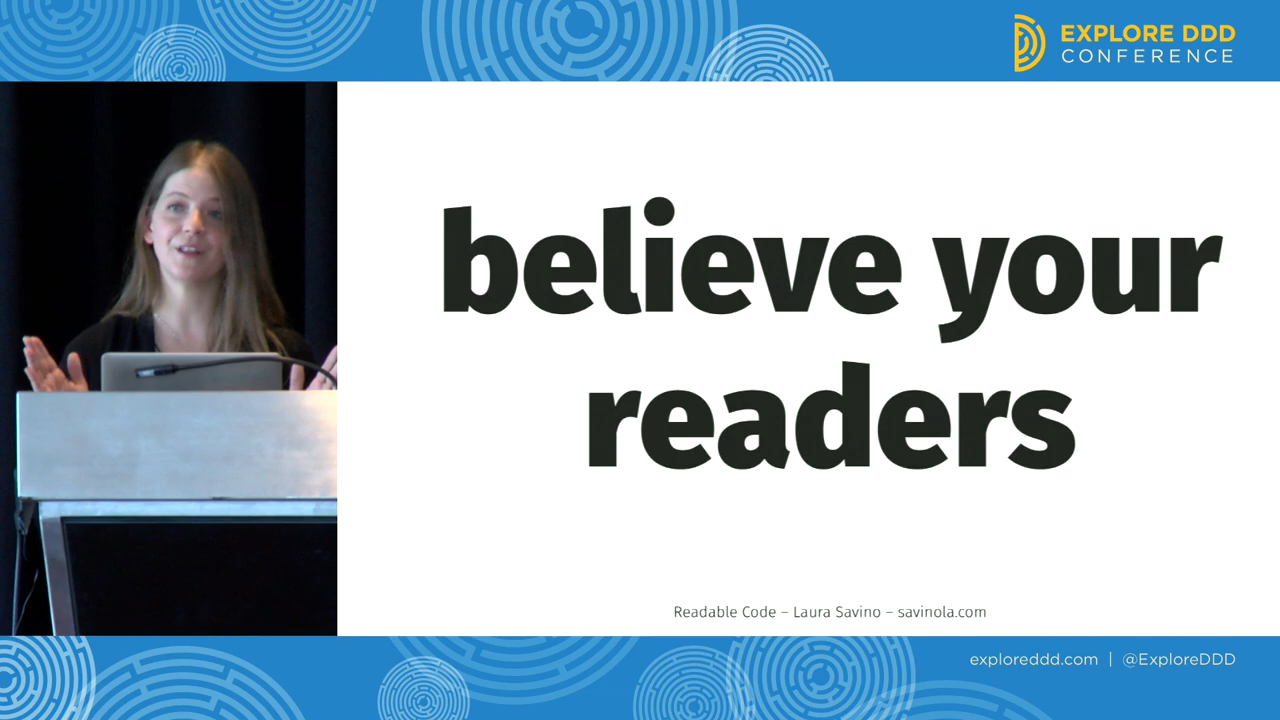 EXPLORE DDD
CONFERENCE
believe your
readers
Readable Code – Laura Savino – savinola.com
exploreddd.com | @ExploreDDD